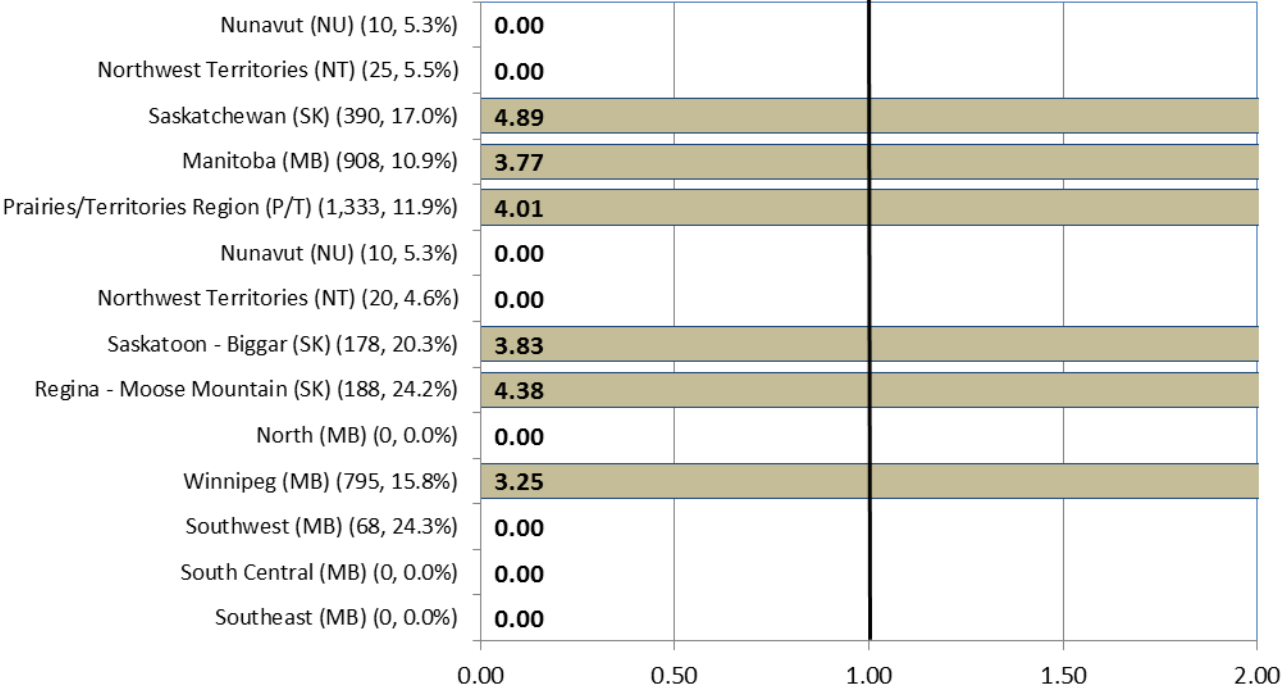 Nunavut (NU) (10, 5.3%) 0.00
Northwest Territories (NT) (25, 5.5%) 0.00
Saskatchewan (SK) (390, 17.0%) 4.89
Manitoba (MB) (908, 10.9%) 3.77
Prairies/Territories Region (P/T) (1,333, 11.9%) 4.01
Nunavut (NU) (10, 5.3%) 0.00
Northwest Territories (NT) (20, 4.6%) 0.00
Saskatoon - Biggar (SK) (178, 20.3%) 3.83
Regina - Moose Mountain (SK) (188, 24.2%) 4.38
North (MB) (0, 0.0%) 0.00
Winnipeg (MB) (795, 15.8%) 3.25
Southwest (MB) (68, 24.3%) 0.00
South Central (MB) (0, 0.0%) 0.00
Southeast (MB) (0, 0.0%) 0.00
0.00 0.50 1.00 1.50 2.00